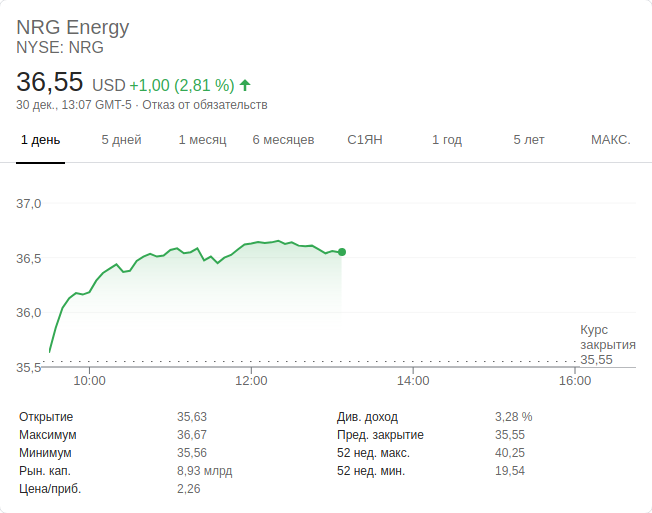 NRG Energy
NYSE: NRG
36,55 USD +1,00 (2,81 %)
30 дек., 13:07 GMT-5 · Отказ от обязательств
1 день 5 дней 1 месяц 6 месяцев С1ЯН 1 год 5 лет МАКС.
37,0
36,5
36,0
Курс
закрытия
35,55
35,5
10:00 12:00 14:00 16:00
Открытие 35,63 Див. доход 3,28 %
Максимум 36,67 Пред. закрытие 35,55
Минимум 35,56 52 нед. макс. 40,25
Рын. кап. 8,93 млрд 52 нед. мин. 19,54
Цена/приб. 2,26